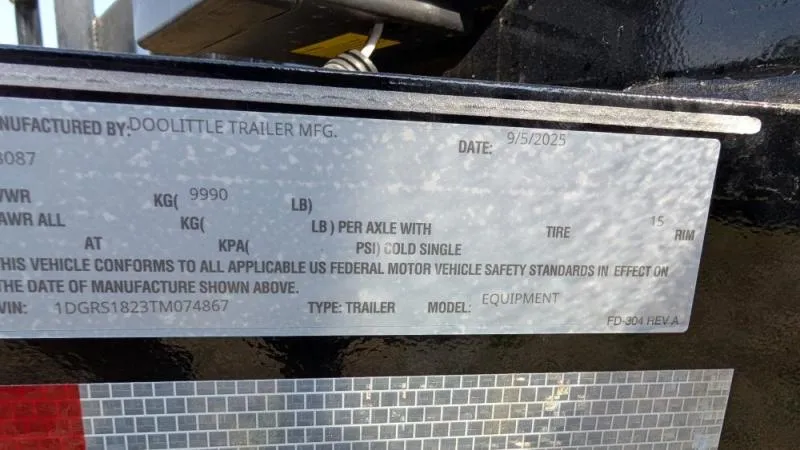 NUFACTURED BY: DOOLITTLE TRAILER MFG. DATE: 9/5/2025
3087
VWR KG( 9990 LB)
AWR ALL KG( LB ) PER AXLE WITH TIRE 15 RIM
AT KPA( PSI) COLD SINGLE
HIS VEHICLE CONFORMS TO ALL APPLICABLE US FEDERAL MOTOR VEHICLE SAFETY STANDARDS IN EFFECT ON
THE DATE OF MANUFACTURE SHOWN ABOVE.
VIN: 1DGRS1823TM074867 TYPE: TRAILER MODEL: EQUIPMENT
FD-304 REV.A